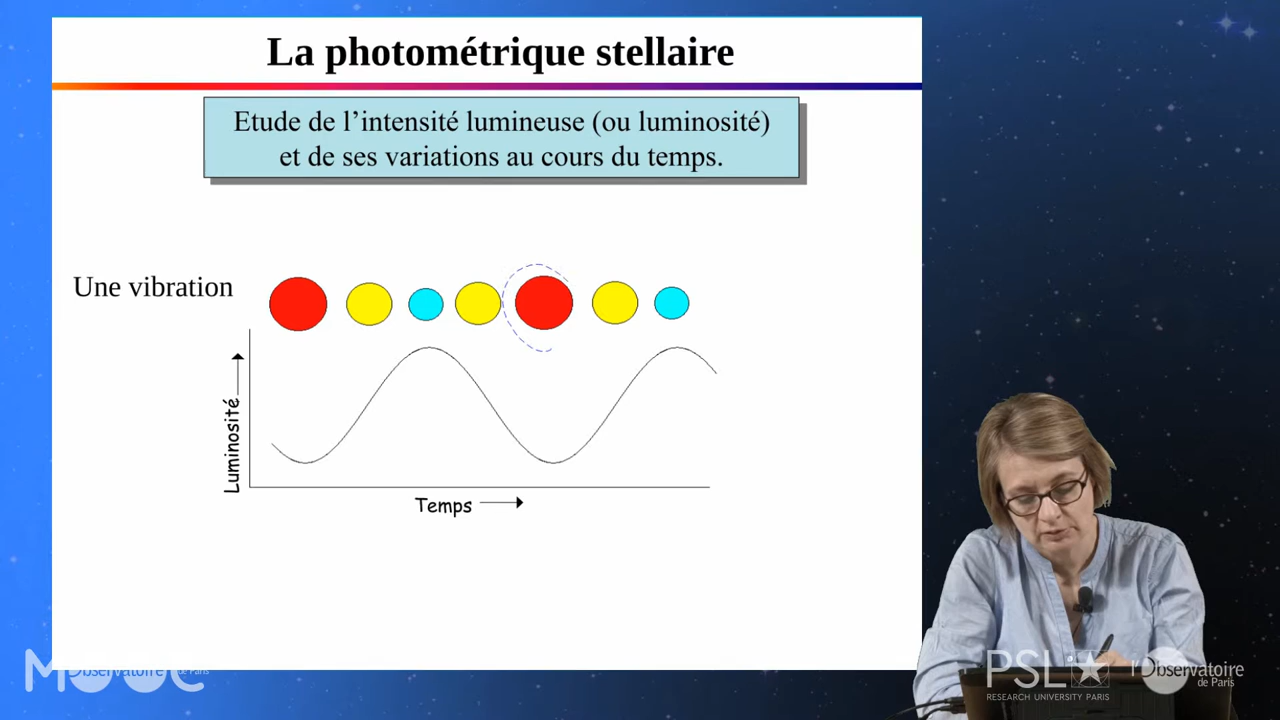 La photométrique stellaire
Etude de l’intensité lumineuse (ou luminosité)
et de ses variations au cours du temps.
Une vibration
Luminosité
Temps
MOOC
l'Observatoire
de Paris
PSL
RESEARCH UNIVERSITY PARIS
l'Observatoire
de Paris